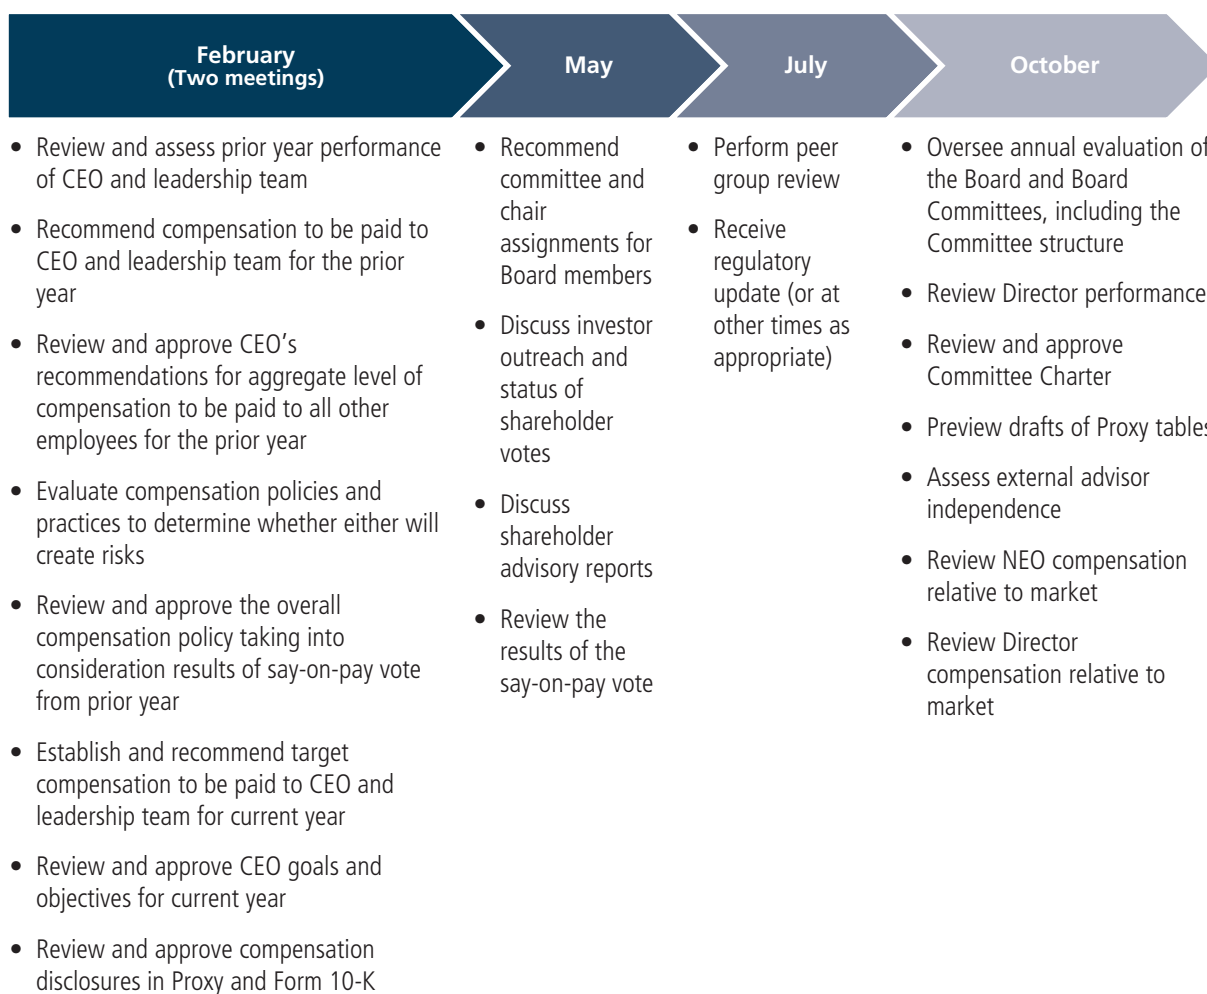 February
(Two meetings)
May
July
October
• Review and assess prior year performance
of CEO and leadership team
• Recommend compensation to be paid to
CEO and leadership team for the prior
year
• Review and approve CEO's
recommendations for aggregate level of
compensation to be paid to all other
employees for the prior year
• Evaluate compensation policies and
practices to determine whether either will
create risks
• Review and approve the overall
compensation policy taking into
consideration results of say-on-pay vote
from prior year
• Establish and recommend target
compensation to be paid to CEO and
leadership team for current year
• Review and approve CEO goals and
objectives for current year
• Review and approve compensation
disclosures in Proxy and Form 10-K
• Recommend
committee and
chair
assignments for
Board members
• Discuss investor
outreach and
status of
shareholder
votes
• Discuss
shareholder
advisory reports
• Review the
results of the
say-on-pay vote
• Perform peer
group review
• Receive
regulatory
update (or at
other times as
appropriate)
• Oversee annual evaluation of
the Board and Board
Committees, including the
Committee structure
• Review Director performance
• Review and approve
Committee Charter
• Preview drafts of Proxy tables
• Assess external advisor
independence
• Review NEO compensation
relative to market
• Review Director
compensation relative to
market